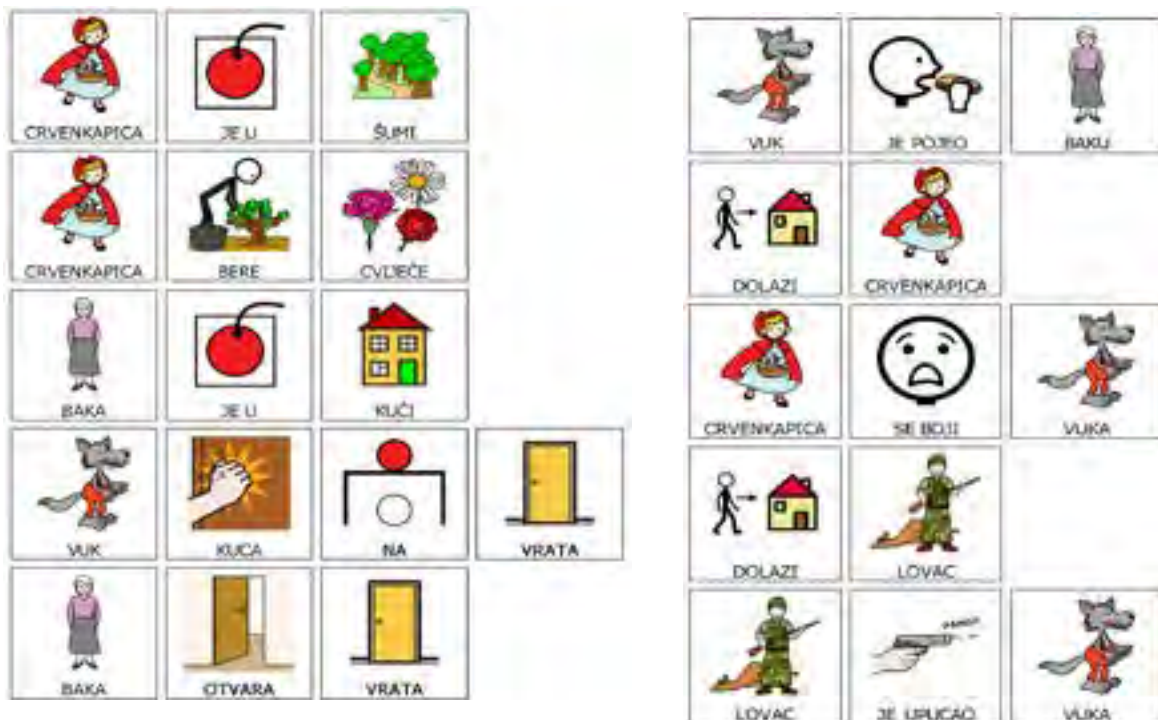 CRVENKAPICA JE U ŠUMI
CRVENKAPICA BERE CVIJEĆE
BAKA JE U KUĆI
VUK KUCA NA VRATA
BAKA OTVARA VRATA
VUK JE POJEO BAKU
DOLAZI CRVENKAPICA
CRVENKAPICA SE BOJI VUKA
DOLAZI LOVAC
LOVAC JE UPUCAO VUKA